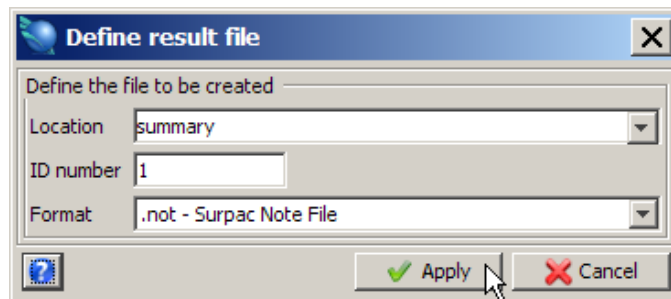 Define result file
Define the file to be created
Location summary
ID number 1
Format .not - Surpac Note File
? Apply Cancel